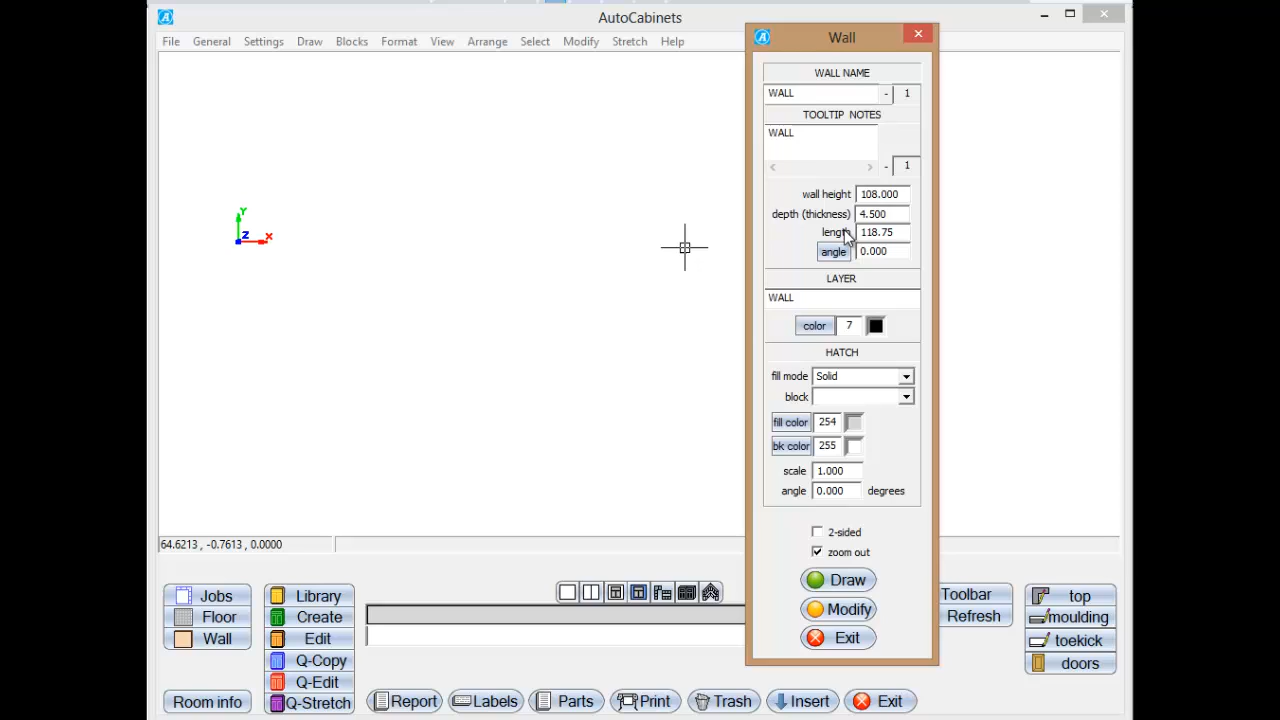 AutoCabinets
File General Settings Draw Blocks Format View Arrange Select Modify Stretch Help
Y
Z X
Wall
WALL NAME
WALL - 1
TOOLTIP NOTES
WALL
- 1
wall height 108.000
depth (thickness) 4.500
length 118.75
angle 0.000
LAYER
WALL
color 7
HATCH
fill mode Solid
block
fill color 254
bk color 255
scale 1.000
angle 0.000 degrees
2-sided
zoom out
Draw
Modify
Exit
64.6213 , -0.7613, 0.0000
Jobs Library Toolbar top
Floor Create Refresh moulding
Wall Edit toekick
Q-Copy doors
Q-Edit
Room info Q-Stretch Report Labels Parts Print Trash Insert Exit